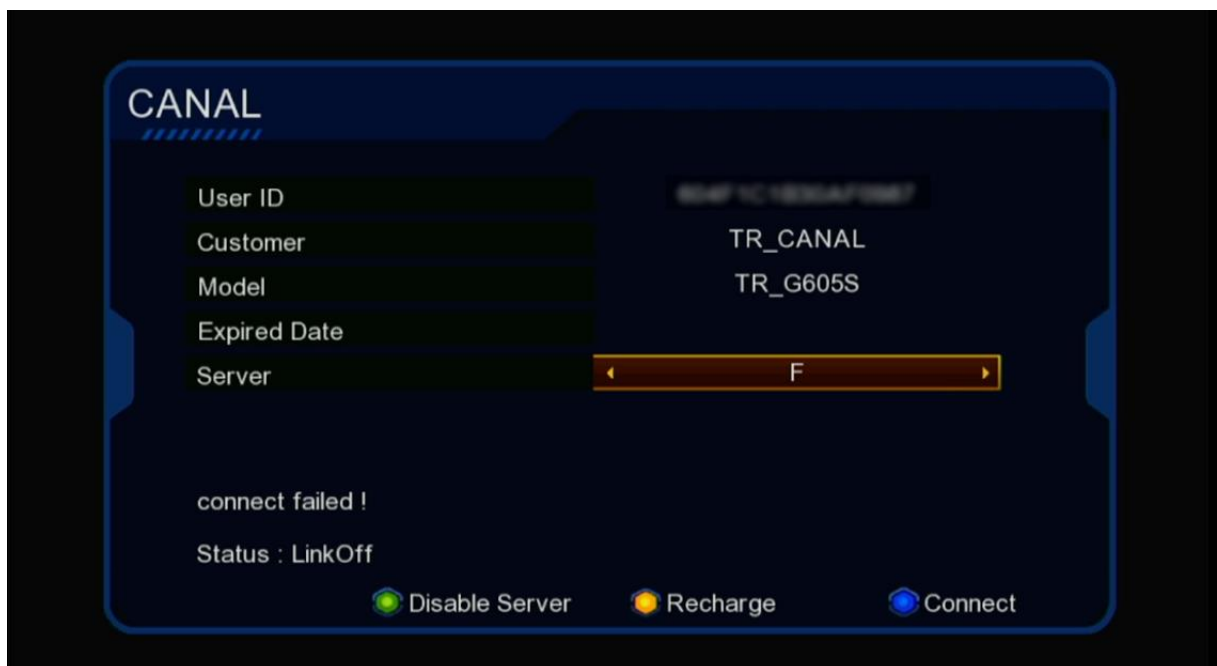 CANAL
User ID
Customer TR_CANAL
Model TR_G605S
Expired Date
Server F
connect failed !
Status : LinkOff
Disable Server Recharge Connect